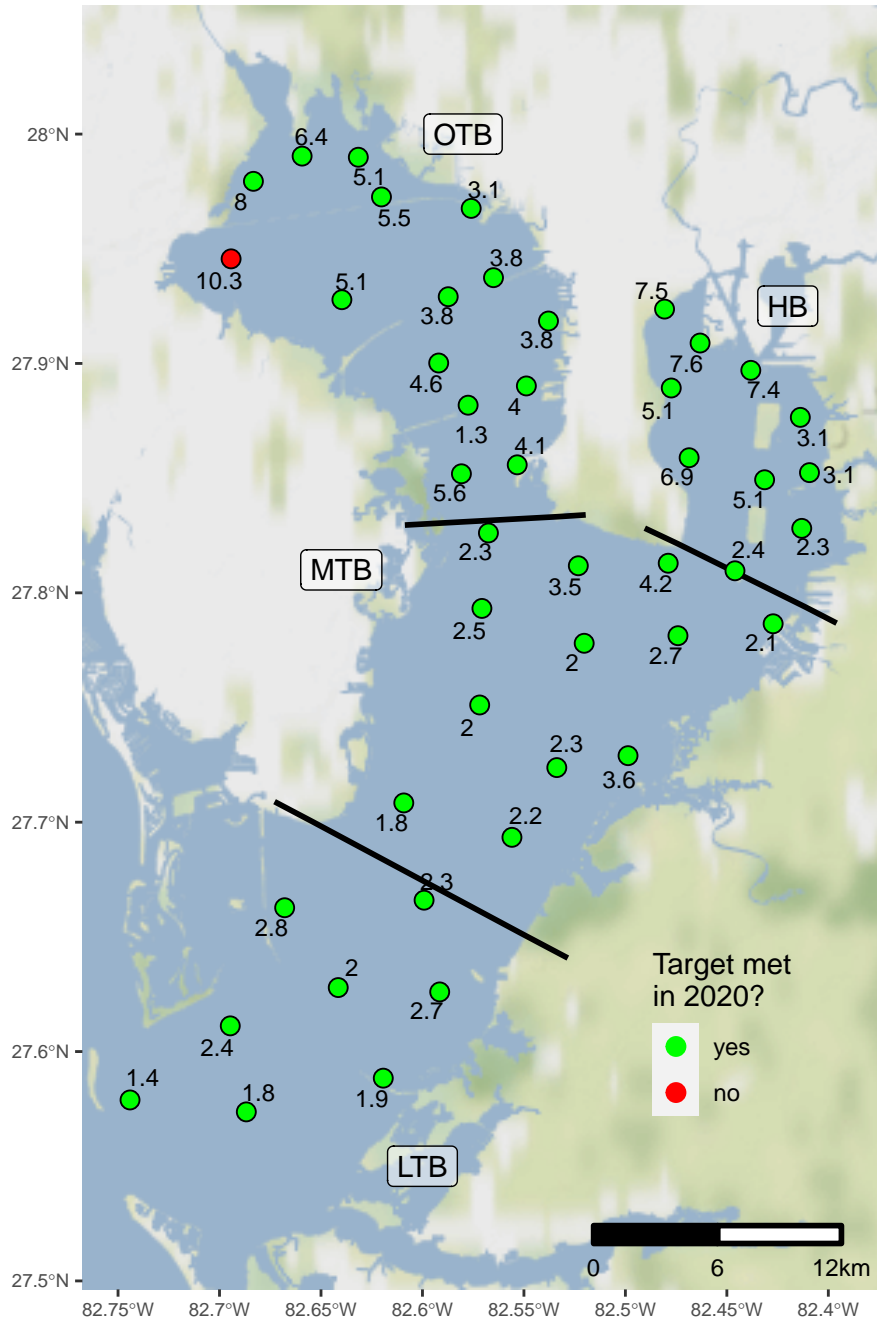 28°N
27.9°N
27.8°N
27.7°N
27.6°N
27.5°N
OTB
6.4
5.1
8
5.5
3.1
10.3
5.1
3.8
3.8
3.8
4.6
4
1.3
4.1
5.6
HB
7.5
7.6
7.4
5.1
3.1
6.9
5.1
3.1
2.3
2.4
MTB
2.3
3.5
4.2
2.5
2
2.7
2.1
2
2.3
3.6
1.8
2.2
2.3
2.8
2
2.7
2.4
1.4
1.8
1.9
LTB
Target met
in 2020?
yes
no
0 6 12km
82.75°W 82.7°W 82.65°W 82.6°W 82.55°W 82.5°W 82.45°W 82.4°W